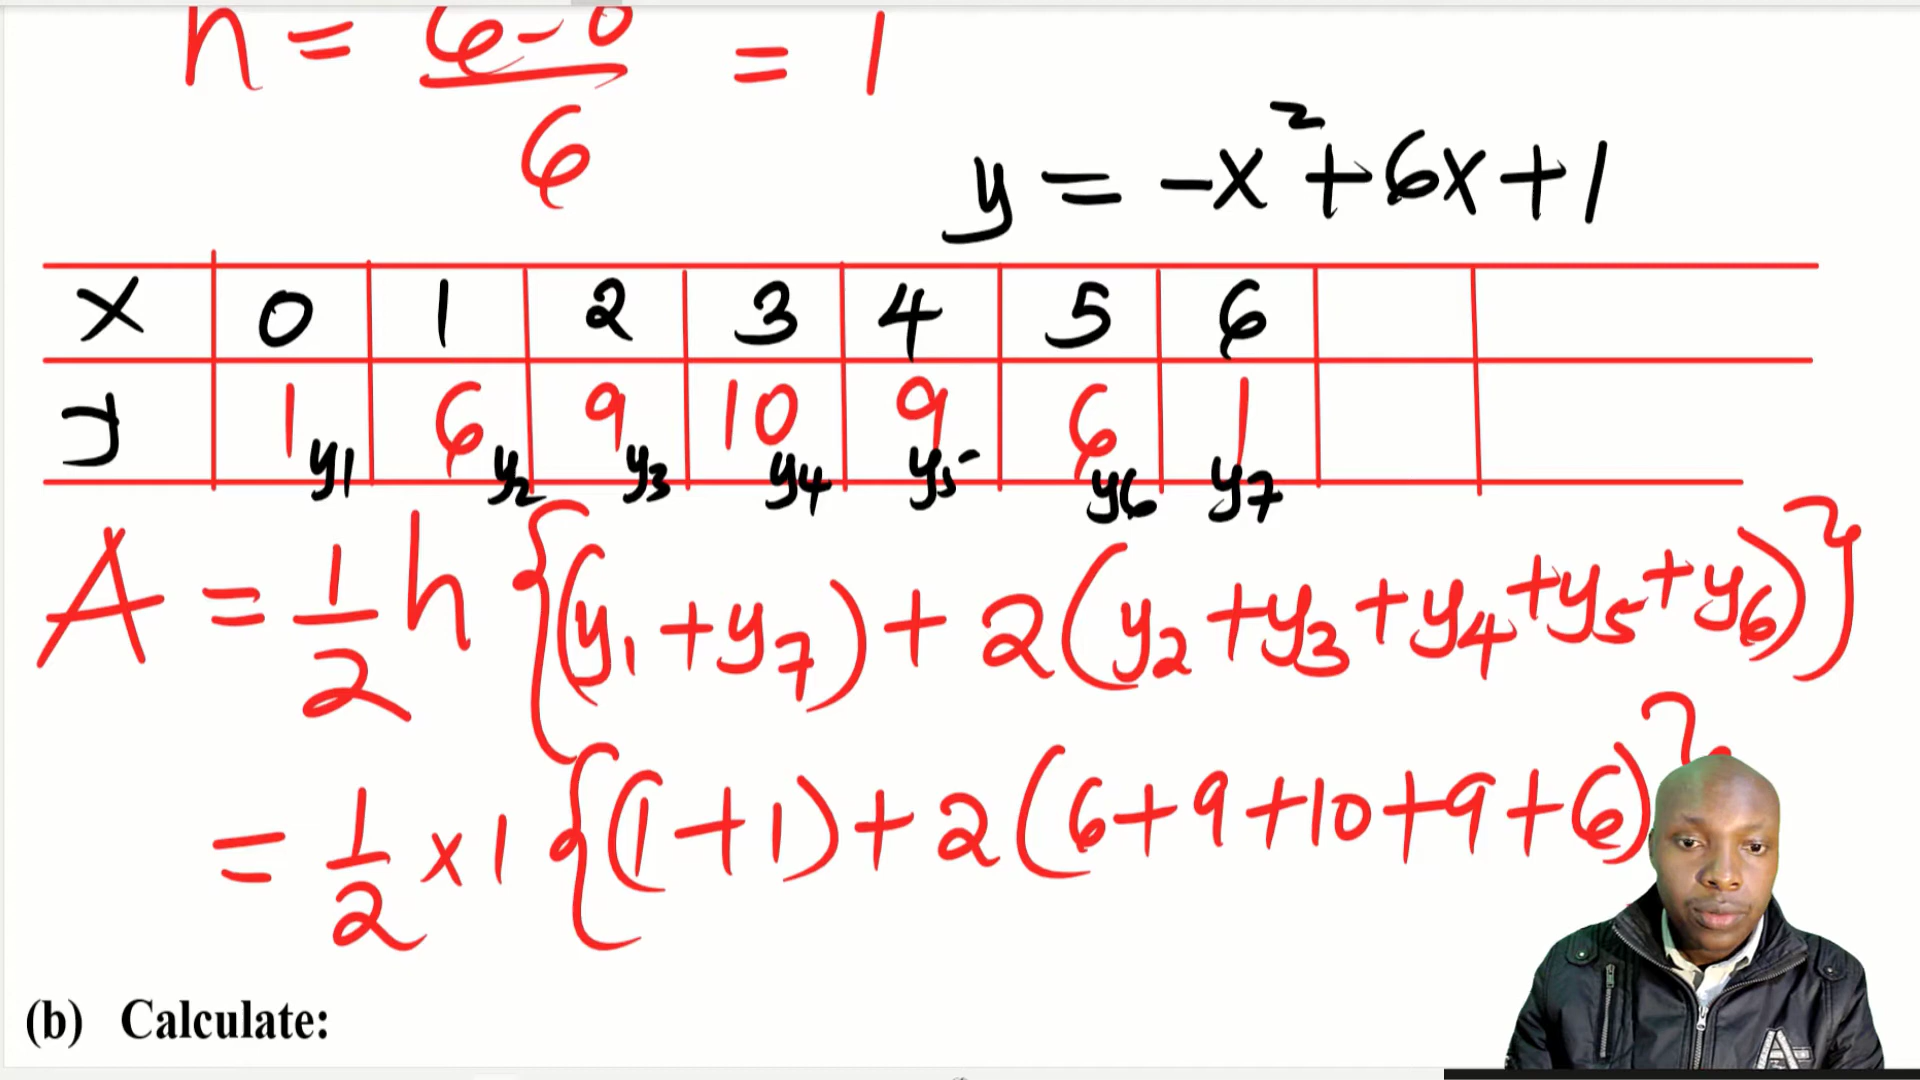 h = 6-0/6 = 1
y = -x²+6x+1
x 0 1 2 3 4 5 6
y 1 y1 6 y2 9 y3 10 y4 9 y5 6 y6 1 y7
A = 1/2 h {(y1+y7)+2(y2+y3+y4+y5+y6)}
= 1/2 ×1 {(1+1)+2(6+9+10+9+6)}
(b) Calculate: